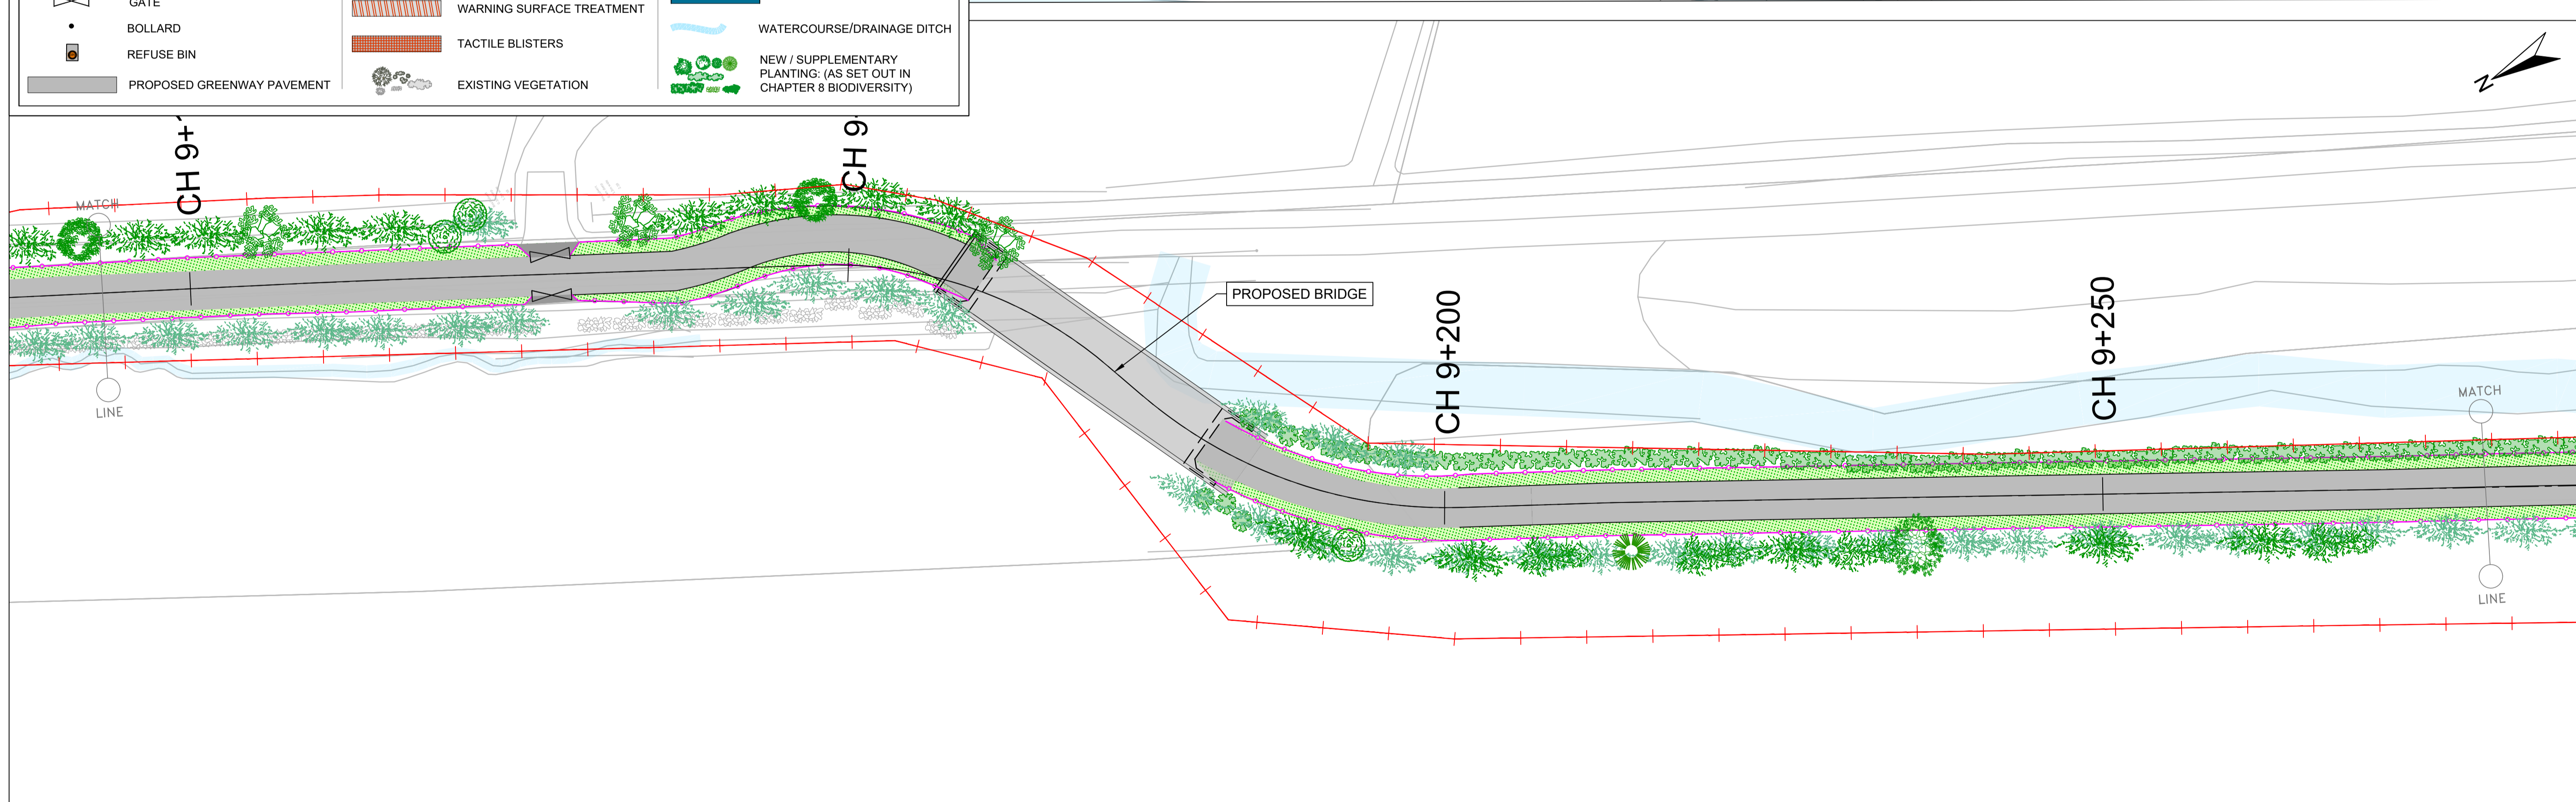 GATE
BOLLARD
REFUSE BIN
PROPOSED GREENWAY PAVEMENT
WARNING SURFACE TREATMENT
TACTILE BLISTERS
EXISTING VEGETATION
WATERCOURSE/DRAINAGE DITCH
NEW / SUPPLEMENTARY
PLANTING: (AS SET OUT IN
CHAPTER 8 BIODIVERSITY)
N
CH 9+
CH 9
MATCH
LINE
PROPOSED BRIDGE
CH 9+200
CH 9+250
MATCH
LINE